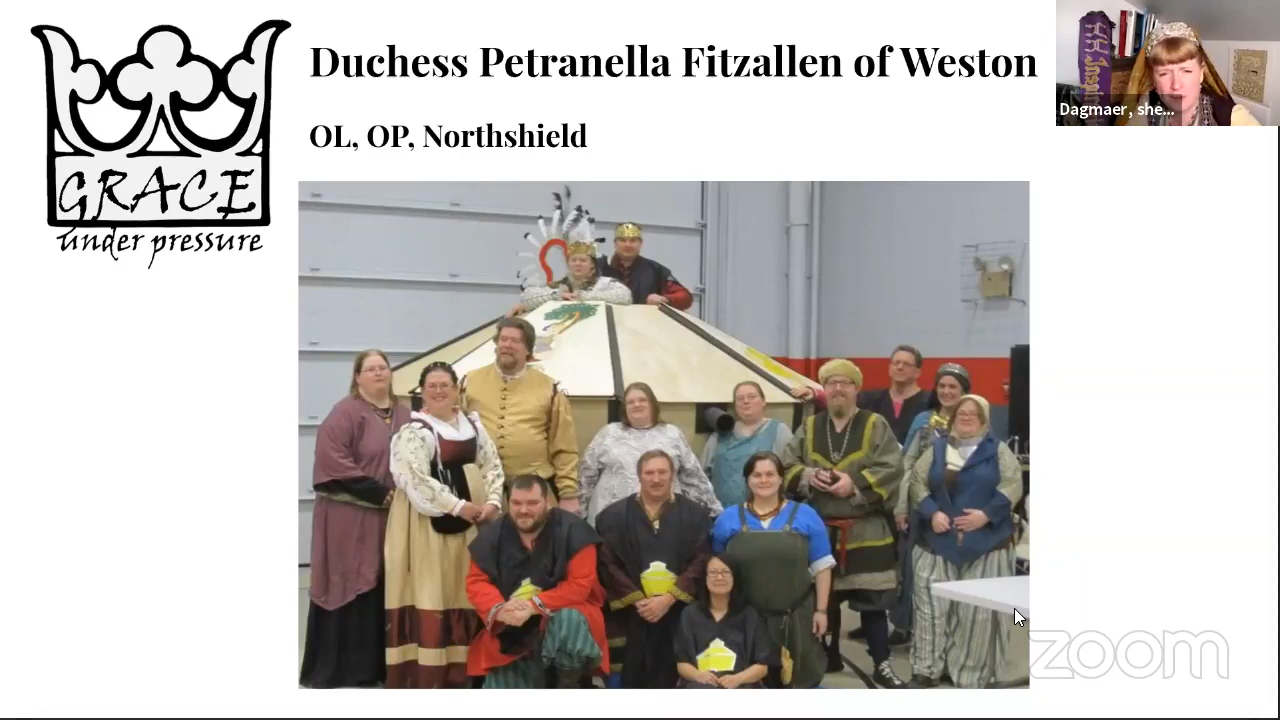 GRACE
under pressure
Duchess Petranella Fitzallen of Weston
OL, OP, Northshield
Dagmaer, she...
zoom